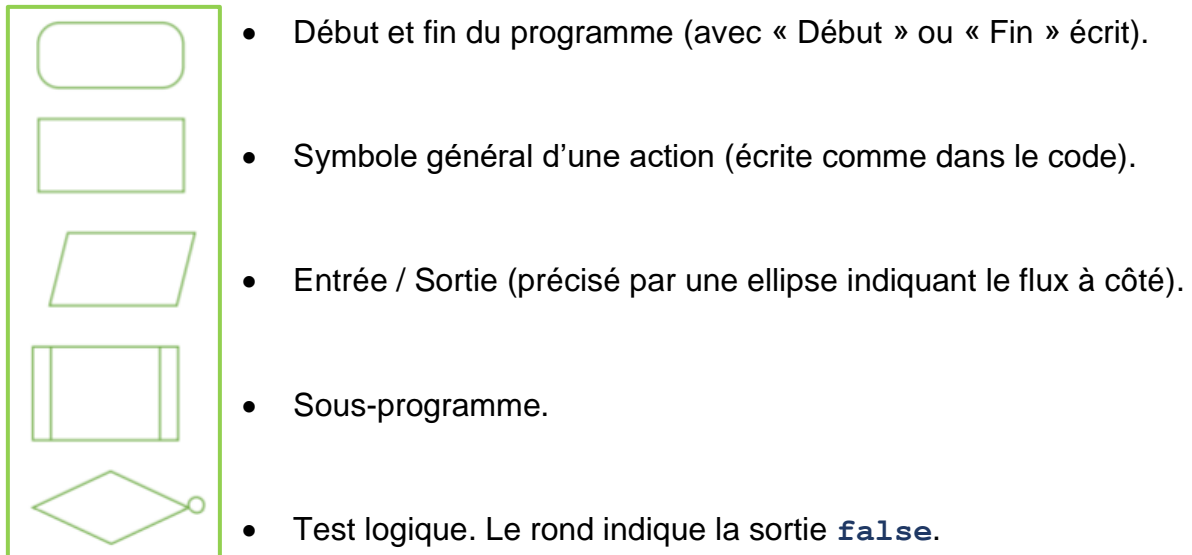 • Début et fin du programme (avec « Début » ou « Fin » écrit).
• Symbole général d’une action (écrite comme dans le code).
• Entrée / Sortie (précisé par une ellipse indiquant le flux à côté).
• Sous-programme.
• Test logique. Le rond indique la sortie false.